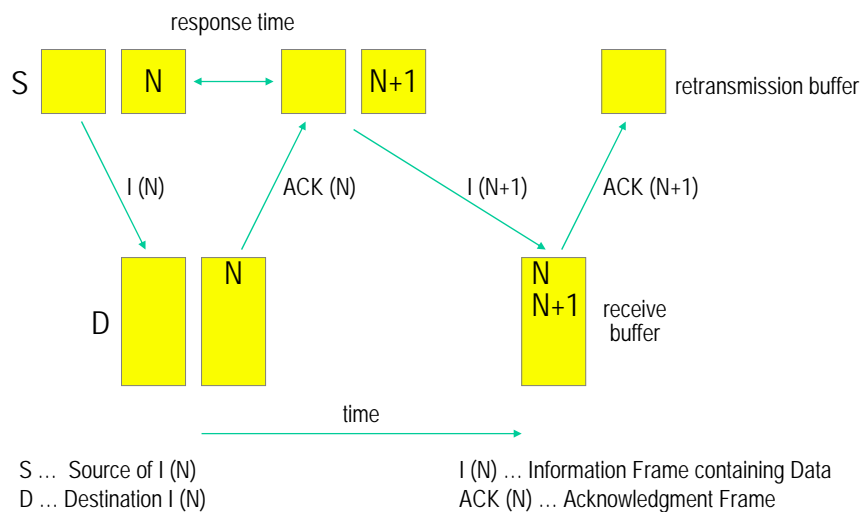 response time
S
N
N+1
retransmission buffer
I (N)
ACK (N)
I (N+1)
ACK (N+1)
N
N
N+1
D
receive
buffer
time
S … Source of I (N)
I (N) … Information Frame containing Data
D … Destination I (N)
ACK (N) … Acknowledgment Frame